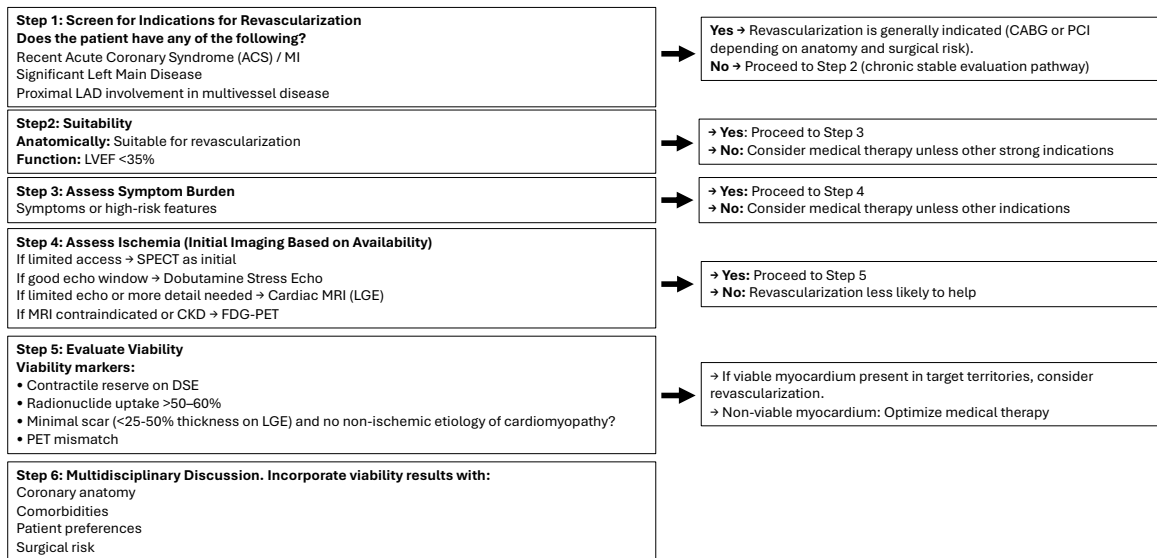 Step 1: Screen for Indications for Revascularization
Does the patient have any of the following?
Recent Acute Coronary Syndrome (ACS) / MI
Significant Left Main Disease
Proximal LAD involvement in multivessel disease
Yes → Revascularization is generally indicated (CABG or PCI
depending on anatomy and surgical risk).
No → Proceed to Step 2 (chronic stable evaluation pathway)
Step2: Suitability
Anatomically: Suitable for revascularization
Function: LVEF <35%
→ Yes: Proceed to Step 3
→ No: Consider medical therapy unless other strong indications
Step 3: Assess Symptom Burden
Symptoms or high-risk features
→ Yes: Proceed to Step 4
→ No: Consider medical therapy unless other indications
Step 4: Assess Ischemia (Initial Imaging Based on Availability)
If limited access → SPECT as initial
If good echo window → Dobutamine Stress Echo
If limited echo or more detail needed → Cardiac MRI (LGE)
If MRI contraindicated or CKD → FDG-PET
→ Yes: Proceed to Step 5
→ No: Revascularization less likely to help
Step 5: Evaluate Viability
Viability markers:
• Contractile reserve on DSE
• Radionuclide uptake >50–60%
• Minimal scar (<25-50% thickness on LGE) and no non-ischemic etiology of cardiomyopathy?
• PET mismatch
→ If viable myocardium present in target territories, consider
revascularization.
→ Non-viable myocardium: Optimize medical therapy
Step 6: Multidisciplinary Discussion. Incorporate viability results with:
Coronary anatomy
Comorbidities
Patient preferences
Surgical risk